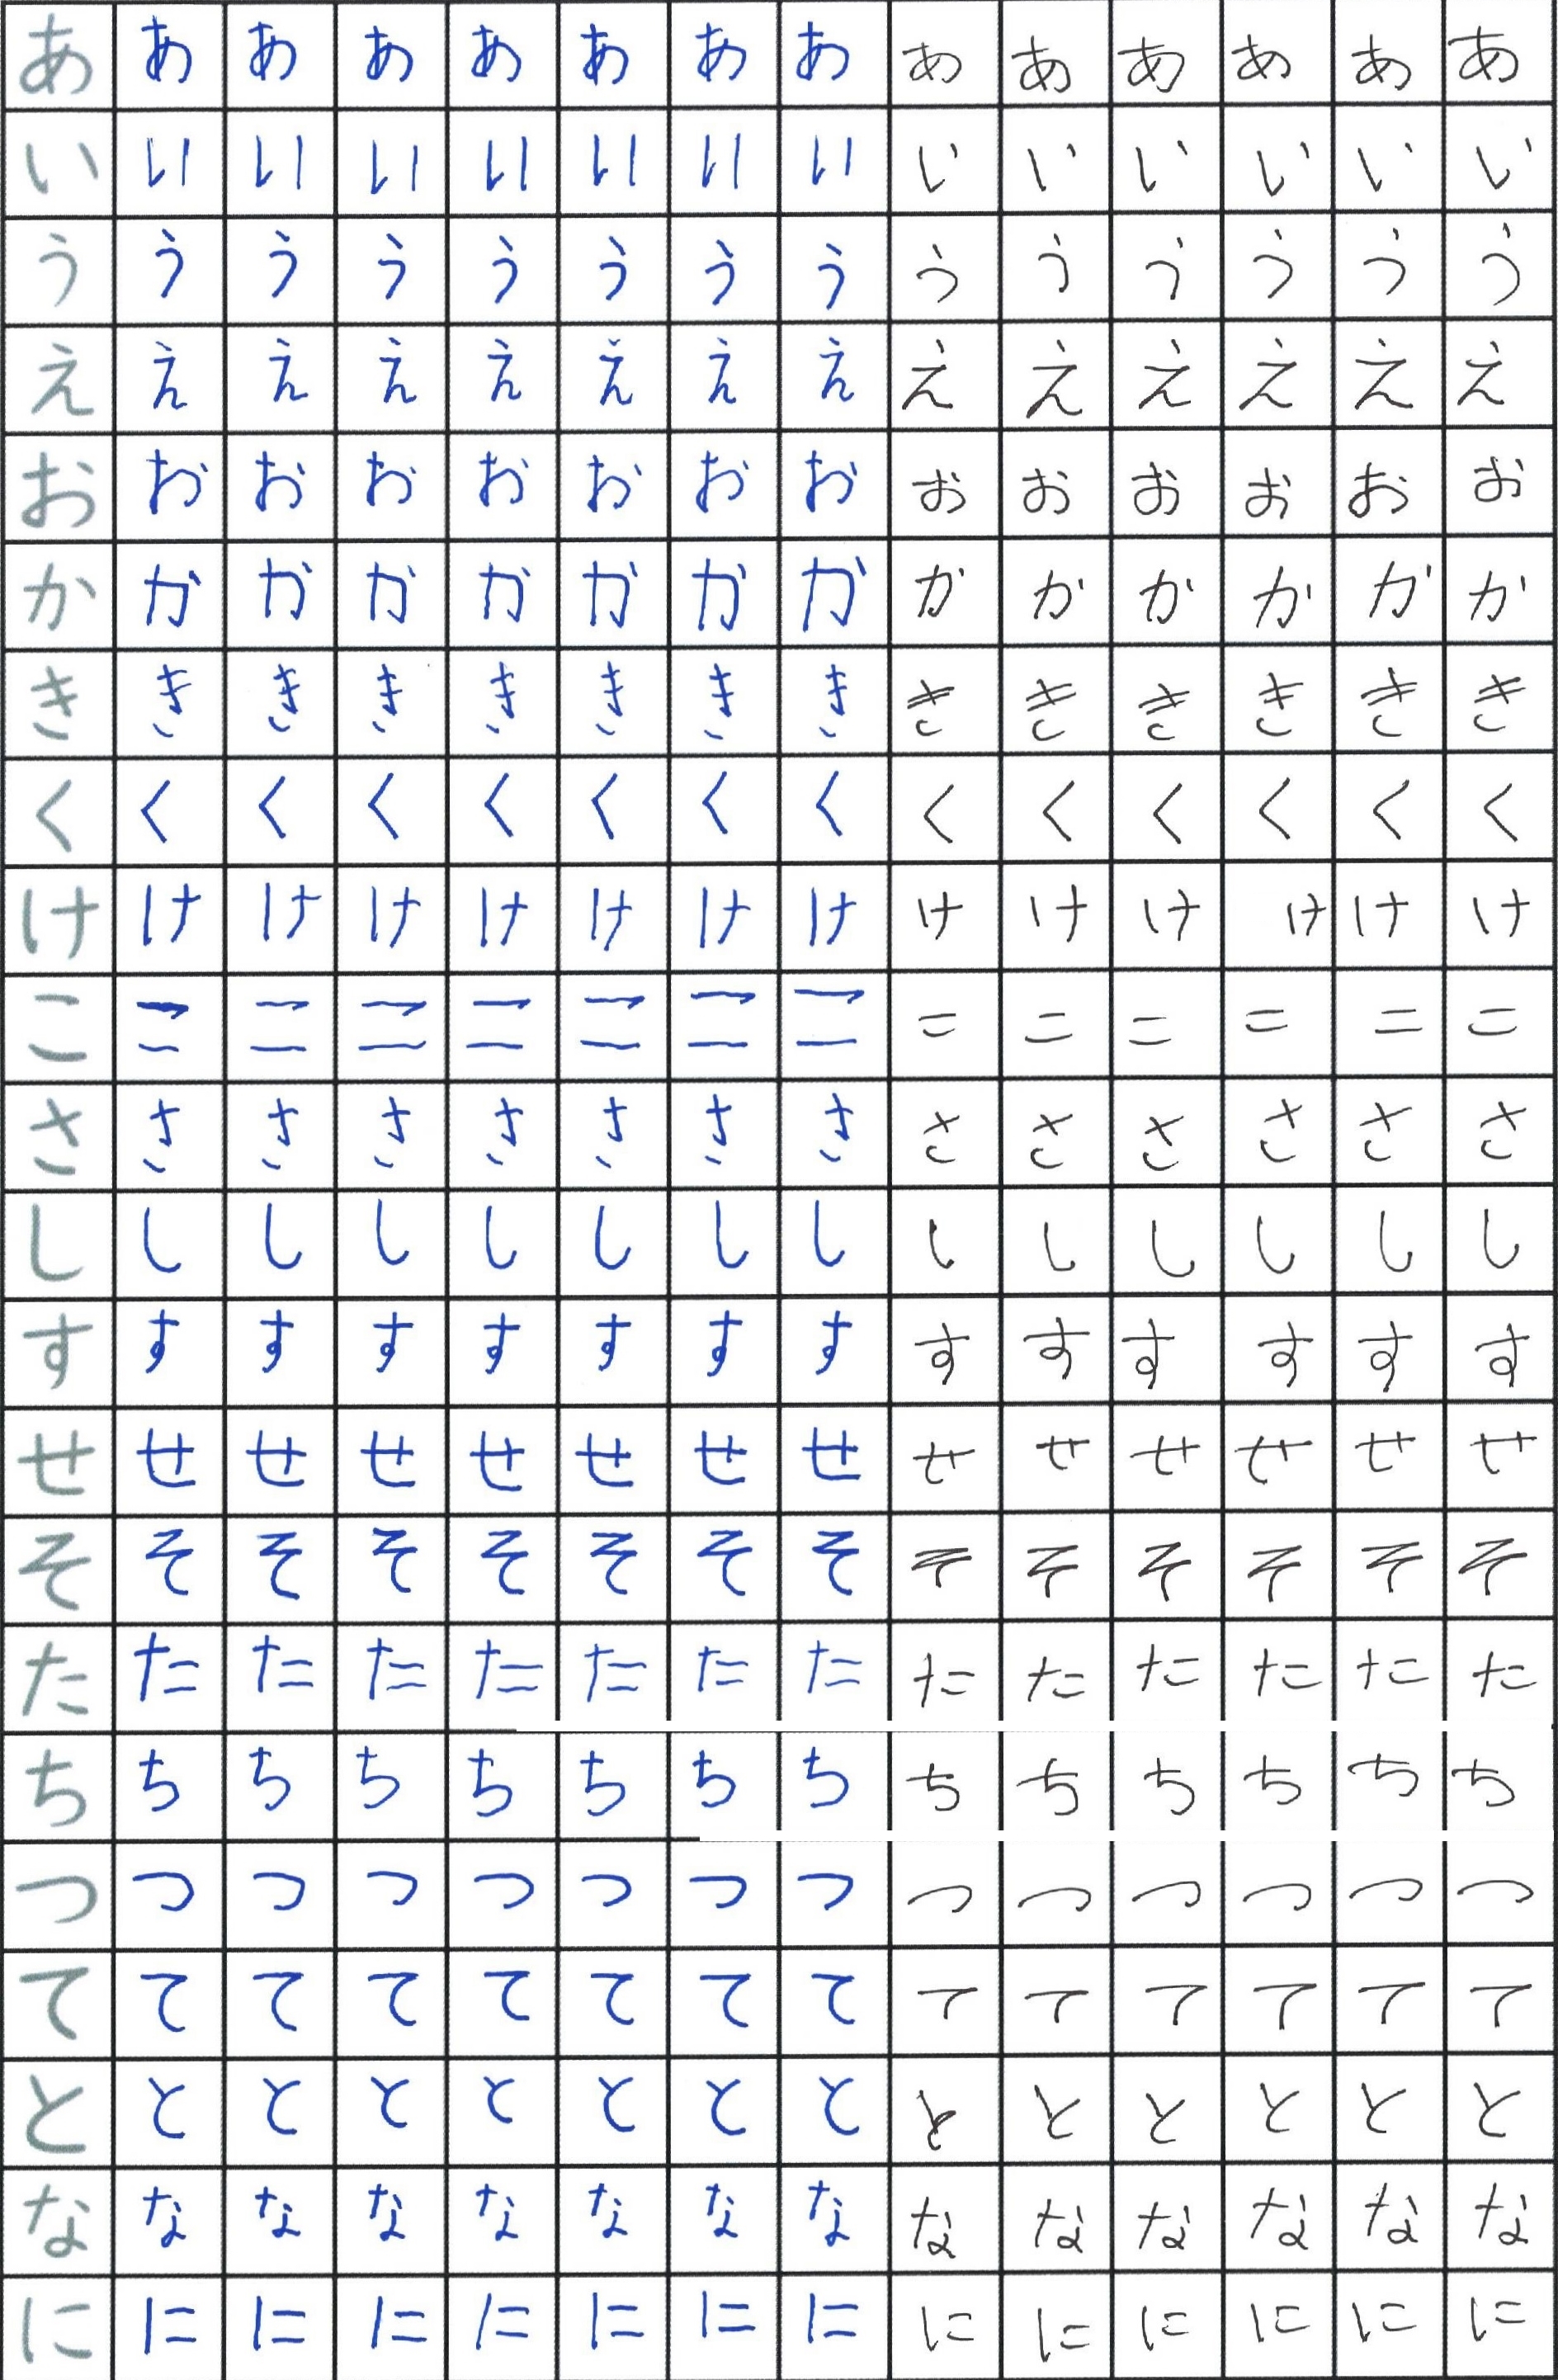 あ あ あ あ あ あ あ あ あ あ あ あ あ あ
い い い い い い い い い い い い い い
う う う う う う う う う う う う う う
え え え え え え え え え え え え え え
お お お お お お お お お お お お お お
か か か か か か か か か か か か か か
き き き き き き き き き き き き き き
く く く く く く く く く く く く く く
け け け け け け け け け け け け け け
こ こ こ こ こ こ こ こ こ こ こ こ こ こ
さ さ さ さ さ さ さ さ さ さ さ さ さ さ
し し し し し し し し し し し し し し
す す す す す す す す す す す す す す
せ せ せ せ せ せ せ せ せ せ せ せ せ せ
そ そ そ そ そ そ そ そ そ そ そ そ そ そ
た た た た た た た た た た た た た た
ち ち ち ち ち ち ち ち ち ち ち ち ち ち
つ つ つ つ つ つ つ つ つ つ つ つ つ つ
て て て て て て て て て て て て て て
と と と と と と と と と と と と と と
な な な な な な な な な な な な な な
に に に に に に に に に に に に に に